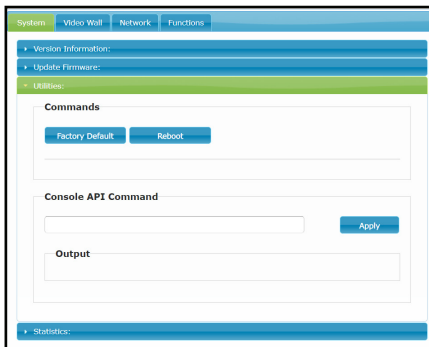 System Video Wall Network Functions
Version Information:
Update Firmware:
Utilities:
Commands
Factory Default Reboot
Console API Command
Apply
Output
Statistics: